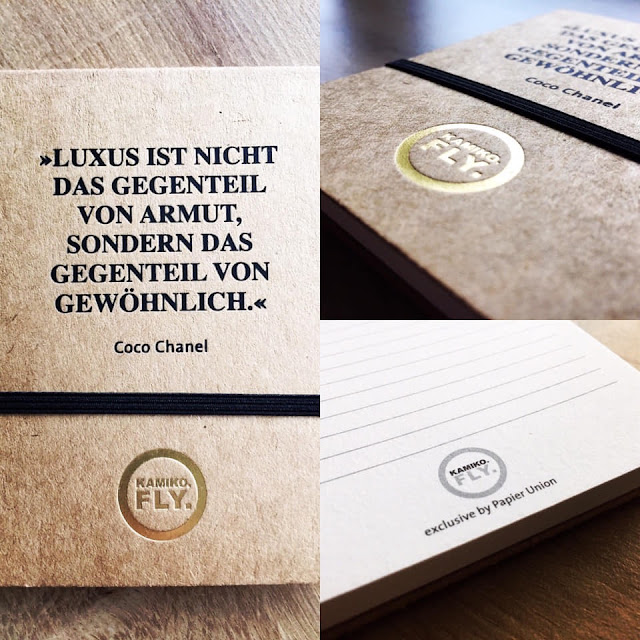 »LUXUS IST NICHT
DAS GEGENTEIL
VON ARMUT,
SONDERN DAS
GEGENTEIL VON
GEWÖHNLICH.«
Coco Chanel
KAMIKO.
FLY.
GEWÖHNLI
Coco Chanel
KAMIKO.
FLY.
KAMIKO.
FLY.
exclusive by Papier Union